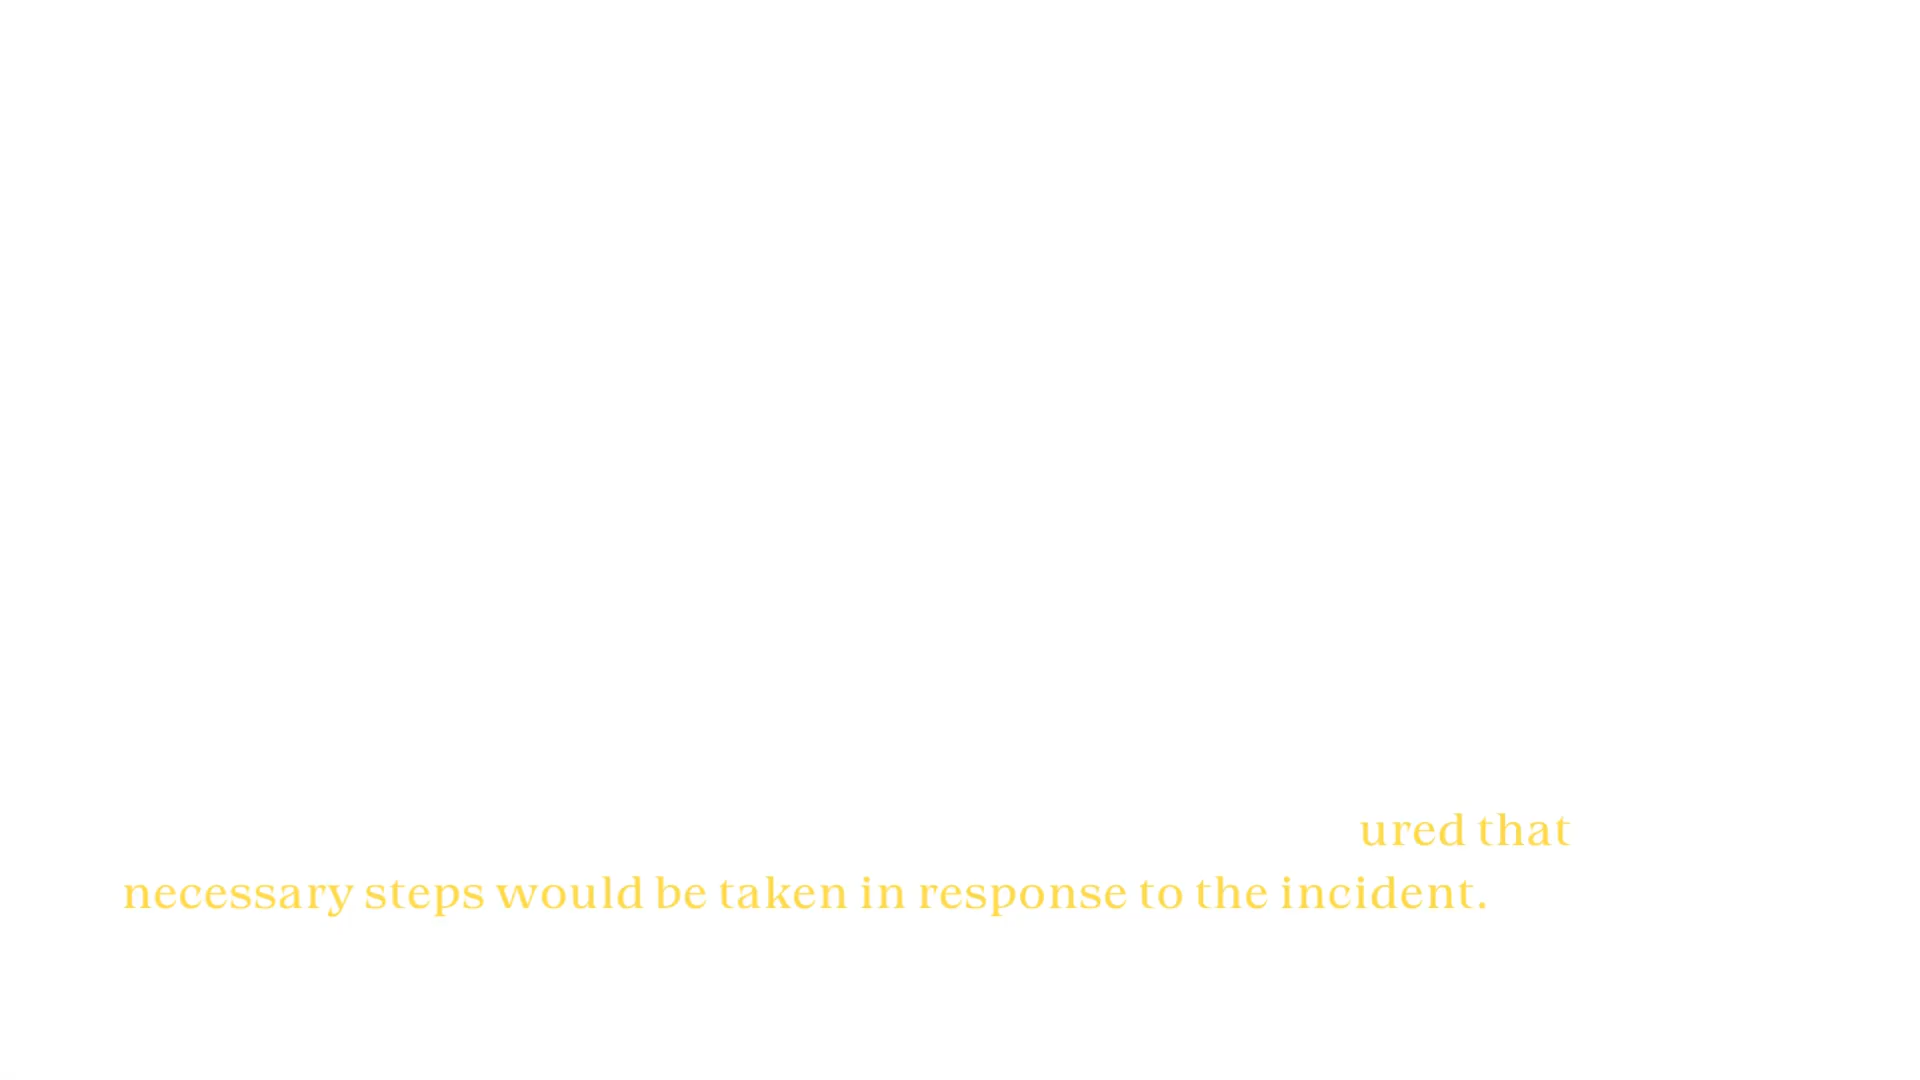 ured that
necessary steps would be taken in response to the incident.